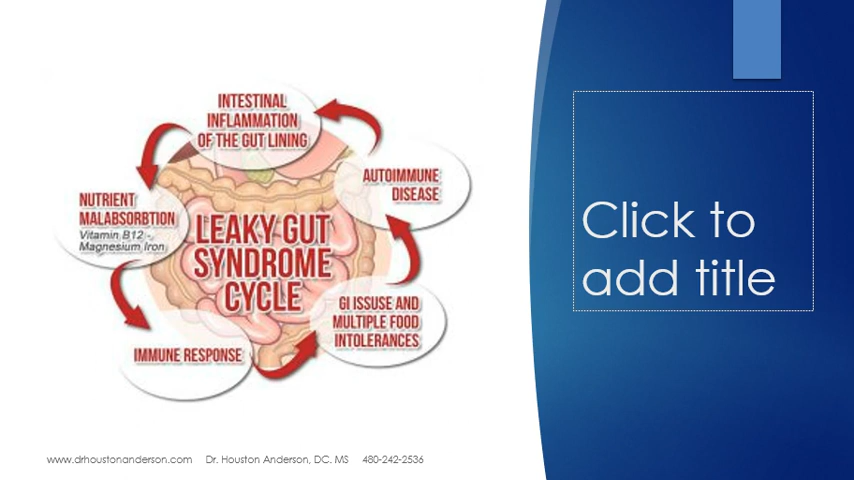 INTESTINAL
INFLAMMATION
OF THE GUT LINING
AUTOIMMUNE
DISEASE
NUTRIENT
MALABSORBTION
Vitamin B12 -
Magnesium Iron
LEAKY GUT
SYNDROME
CYCLE
GI ISSUSE AND
MULTIPLE FOOD
INTOLERANCES
IMMUNE RESPONSE
Click to
add title
www.drhoustonanderson.com Dr. Houston Anderson, DC. MS 480-242-2536